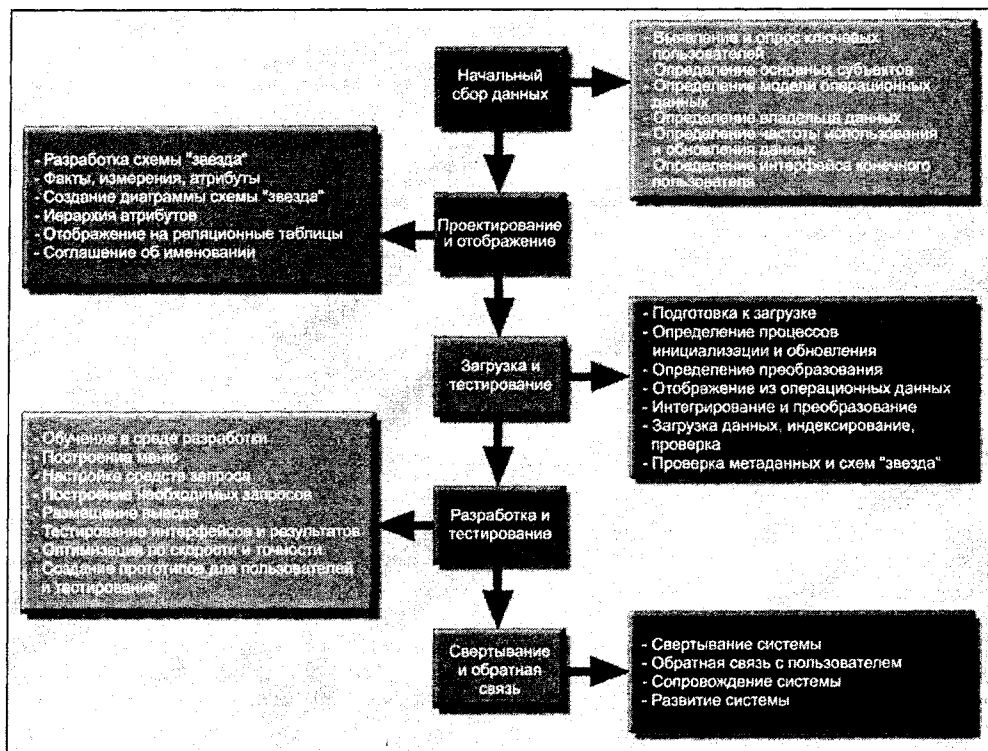 Начальный
сбор данных
- Выявление и опрос ключевых
пользователей
- Определение основных субъектов
- Определение модели операционных
данных
- Определение владельца данных
- Определение частоты использования
и обновления данных
- Определение интерфейса конечного
пользователя
- Разработка схемы "звезда"
- Факты, измерения, атрибуты
- Создание диаграммы схемы "звезда"
- Иерархия атрибутов
- Отображение на реляционные таблицы
- Соглашение об именовании
Проектирование
и отображение
Загрузка и
тестирование
- Подготовка к загрузке
- Определение процессов
инициализации и обновления
- Определение преобразования
- Отображение из операционных данных
- Интегрирование и преобразование
- Загрузка данных, индексирование,
проверка
- Проверка метаданных и схем "звезда"
- Обучение в среде разработки
- Построение меню
- Настройка средств запроса
- Построение необходимых запросов
- Размещение вывода
- Тестирование интерфейсов и результатов
- Оптимизация по скорости и точности
- Создание прототипов для пользователей
и тестирование
Разработка и
тестирование
Свертывание
и обратная
связь
- Свертывание системы
- Обратная связь с пользователем
- Сопровождение системы
- Развитие системы